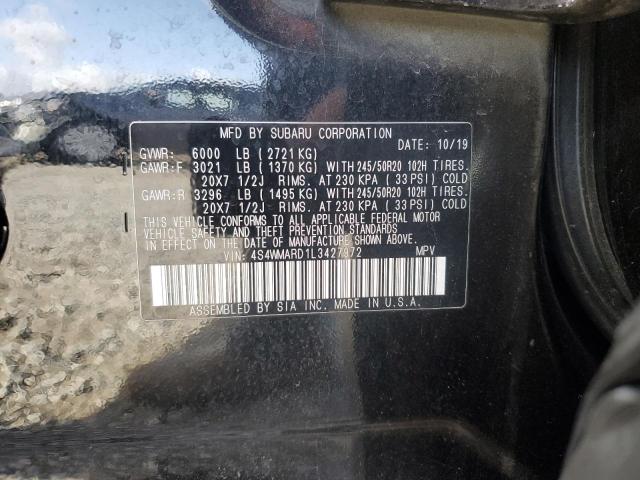 MFD BY SUBARU CORPORATION
DATE: 10/19
GVWR: 6000 LB ( 2721 KG)
GAWR:F 3021 LB ( 1370 KG) WITH 245/50R20 102H TIRES.
20X7 1/2J RIMS. AT 230 KPA ( 33 PSI) COLD
GAWR:R 3296 LB ( 1495 KG) WITH 245/50R20 102H TIRES.
20X7 1/2J RIMS. AT 230 KPA ( 33 PSI) COLD
THIS VEHICLE CONFORMS TO ALL APPLICABLE FEDERAL MOTOR
VEHICLE SAFETY AND THEFT PREVENTION STANDARDS
IN EFFECT ON THE DATE OF MANUFACTURE SHOWN ABOVE.
VIN: 4S4WMARD1L3427972 MPV
ASSEMBLED BY SIA INC. MADE IN U.S.A.